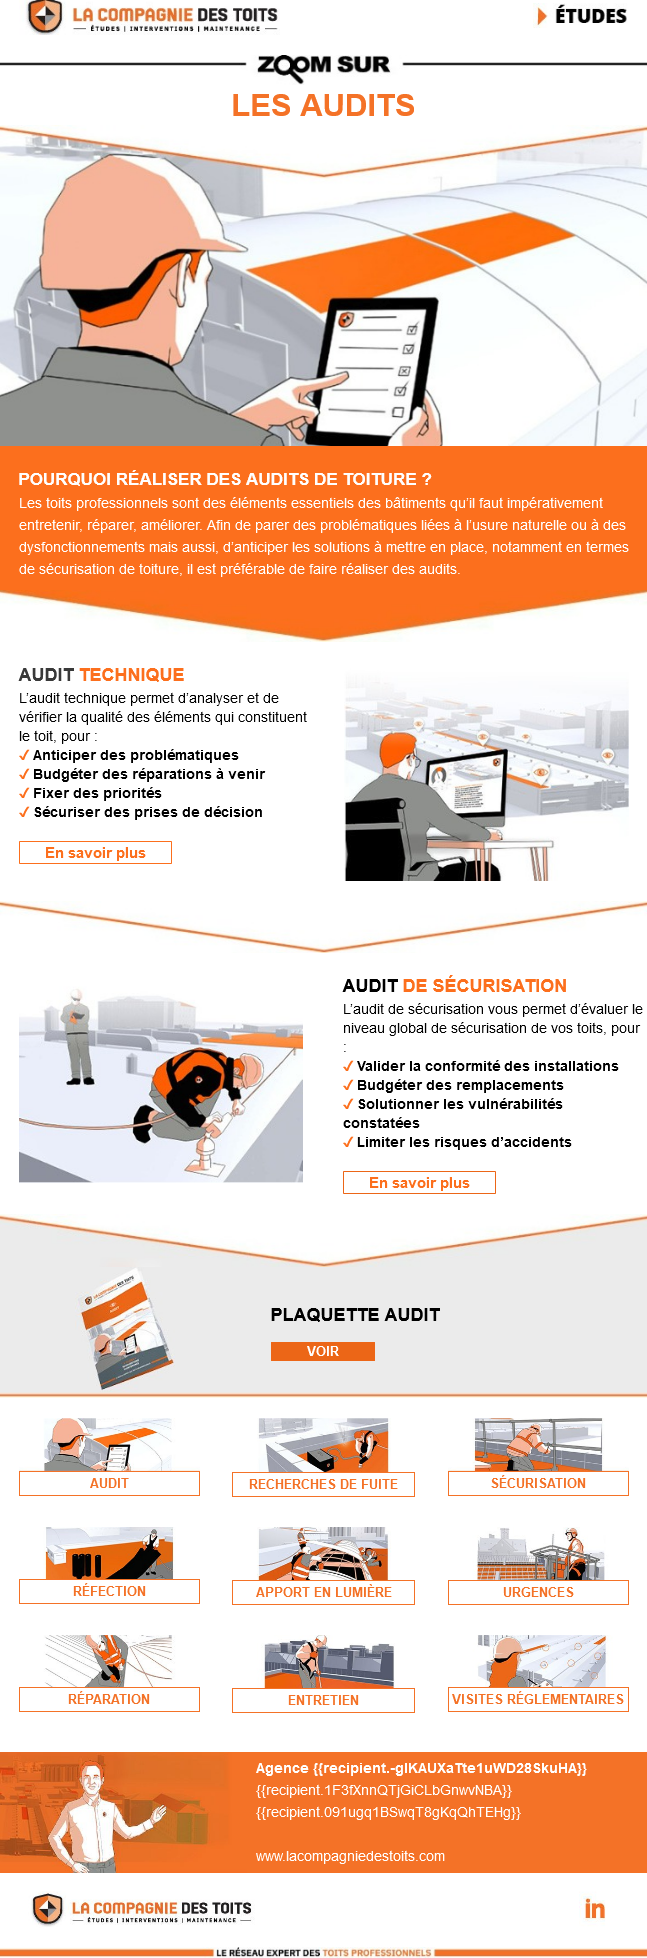 LA COMPAGNIE DES TOITS
ÉTUDES | INTERVENTIONS | MAINTENANCE
ÉTUDES
ZOOM SUR
LES AUDITS
POURQUOI RÉALISER DES AUDITS DE TOITURE ?
Les toits professionnels sont des éléments essentiels des bâtiments qu'il faut impérativement
entretenir, réparer, améliorer. Afin de parer des problématiques liées à l'usure naturelle ou à des
dysfonctionnements mais aussi, d'anticiper les solutions à mettre en place, notamment en termes
de sécurisation de toiture, il est préférable de faire réaliser des audits.
AUDIT TECHNIQUE
L'audit technique permet d'analyser et de
vérifier la qualité des éléments qui constituent
le toit, pour :
✓ Anticiper des problématiques
✓ Budgéter des réparations à venir
✓ Fixer des priorités
✓ Sécuriser des prises de décision
En savoir plus
AUDIT DE SÉCURISATION
L'audit de sécurisation vous permet d'évaluer le
niveau global de sécurisation de vos toits, pour
:
✓ Valider la conformité des installations
✓ Budgéter des remplacements
✓ Solutionner les vulnérabilités
constatées
✓ Limiter les risques d'accidents
En savoir plus
LA COMPAGNIE DES TOITS
PLAQUETTE AUDIT
VOIR
AUDIT
RECHERCHES DE FUITE
SÉCURISATION
RÉFECTION
APPORT EN LUMIÈRE
URGENCES
RÉPARATION
ENTRETIEN
VISITES RÉGLEMENTAIRES
Agence {{recipient.-gIKAUXaTte1uWD28SkuHA}}
{{recipient.1F3fXnnQTjGiCLbGnwvNBA}}
{{recipient.091ugq1BSwqT8gKqQhTEHg}}
www.lacompagniedestoits.com
LA COMPAGNIE DES TOITS
ÉTUDES | INTERVENTIONS | MAINTENANCE
in
LE RÉSEAU EXPERT DES TOITS PROFESSIONNELS